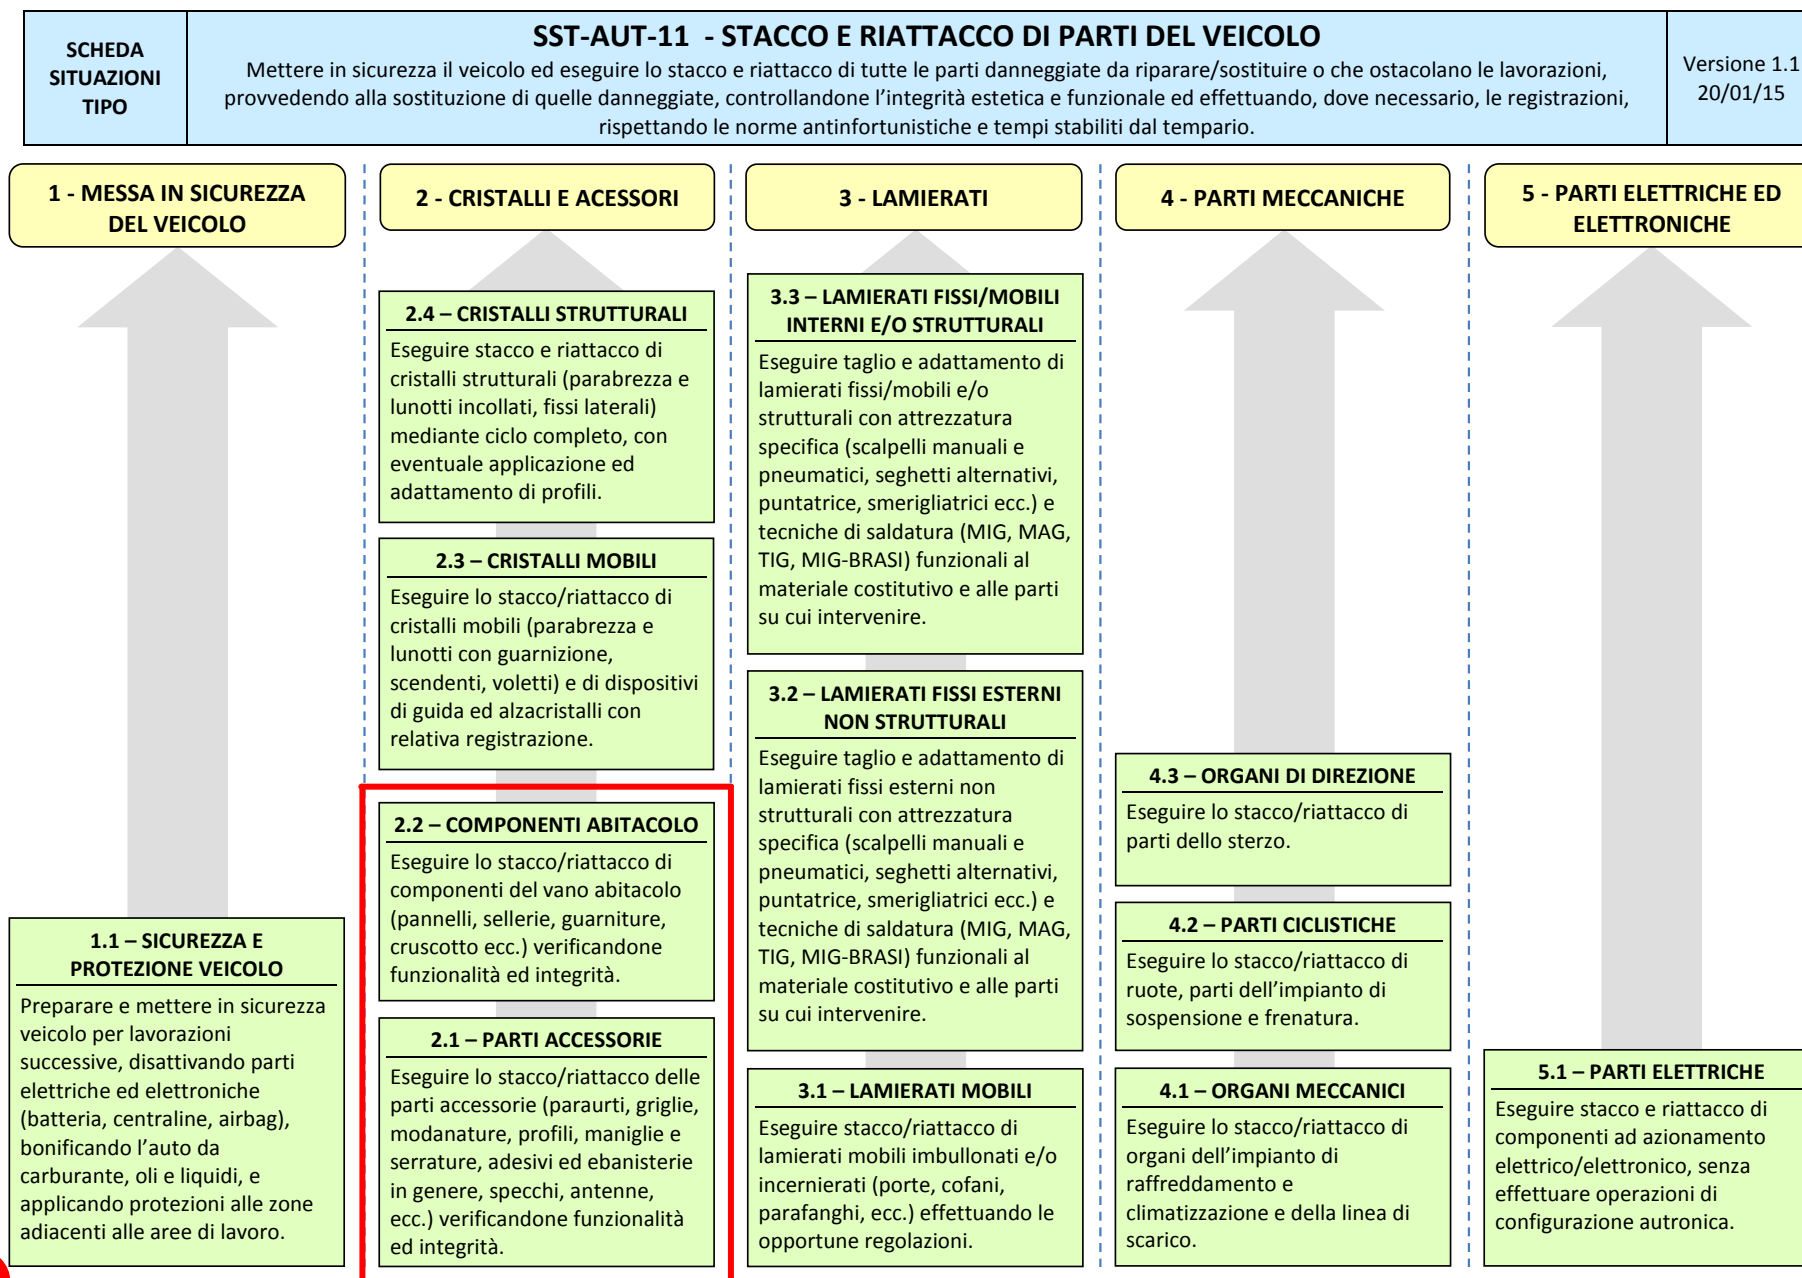 SCHEDA
SITUAZIONI
TIPO
SST-AUT-11 - STACCO E RIATTACCO DI PARTI DEL VEICOLO
Mettere in sicurezza il veicolo ed eseguire lo stacco e riattacco di tutte le parti danneggiate da riparare/sostituire o che ostacolano le lavorazioni,
provvedendo alla sostituzione di quelle danneggiate, controllandone l'integrità estetica e funzionale ed effettuando, dove necessario, le registrazioni,
rispettando le norme antinfortunistiche e tempi stabiliti dal tempario.
Versione 1.1
20/01/15
1 - MESSA IN SICUREZZA
DEL VEICOLO
1.1 – SICUREZZA E
PROTEZIONE VEICOLO
Preparare e mettere in sicurezza
veicolo per lavorazioni
successive, disattivando parti
elettriche ed elettroniche
(batteria, centraline, airbag),
bonificando l'auto da
carburante, oli e liquidi, e
applicando protezioni alle zone
adiacenti alle aree di lavoro.
2 - CRISTALLI E ACESSORI
2.4 – CRISTALLI STRUTTURALI
Eseguire stacco e riattacco di
cristalli strutturali (parabrezza e
lunotti incollati, fissi laterali)
mediante ciclo completo, con
eventuale applicazione ed
adattamento di profili.
2.3 – CRISTALLI MOBILI
Eseguire lo stacco/riattacco di
cristalli mobili (parabrezza e
lunotti con guarnizione,
scendenti, voletti) e di dispositivi
di guida ed alzacristalli con
relativa registrazione.
2.2 – COMPONENTI ABITACOLO
Eseguire lo stacco/riattacco di
componenti del vano abitacolo
(pannelli, sellerie, guarniture,
cruscotto ecc.) verificandone
funzionalità ed integrità.
2.1 – PARTI ACCESSORIE
Eseguire lo stacco/riattacco delle
parti accessorie (paraurti, griglie,
modanature, profili, maniglie e
serrature, adesivi ed ebanisterie
in genere, specchi, antenne,
ecc.) verificandone funzionalità
ed integrità.
3 - LAMIERATI
3.3 – LAMIERATI FISSI/MOBILI
INTERNI E/O STRUTTURALI
Eseguire taglio e adattamento di
lamierati fissi/mobili e/o
strutturali con attrezzatura
specifica (scalpelli manuali e
pneumatici, seghetti alternativi,
puntatrice, smerigliatrici ecc.) e
tecniche di saldatura (MIG, MAG,
TIG, MIG-BRASI) funzionali al
materiale costitutivo e alle parti
su cui intervenire.
3.2 – LAMIERATI FISSI ESTERNI
NON STRUTTURALI
Eseguire taglio e adattamento di
lamierati fissi esterni non
strutturali con attrezzatura
specifica (scalpelli manuali e
pneumatici, seghetti alternativi,
puntatrice, smerigliatrici ecc.) e
tecniche di saldatura (MIG, MAG,
TIG, MIG-BRASI) funzionali al
materiale costitutivo e alle parti
su cui intervenire.
3.1 – LAMIERATI MOBILI
Eseguire stacco/riattacco di
lamierati mobili imbullonati e/o
incernierati (porte, cofani,
parafanghi, ecc.) effettuando le
opportune regolazioni.
4 - PARTI MECCANICHE
4.3 – ORGANI DI DIREZIONE
Eseguire lo stacco/riattacco di
parti dello sterzo.
4.2 – PARTI CICLISTICHE
Eseguire lo stacco/riattacco di
ruote, parti dell'impianto di
sospensione e frenatura.
4.1 – ORGANI MECCANICI
Eseguire lo stacco/riattacco di
organi dell'impianto di
raffreddamento e
climatizzazione e della linea di
scarico.
5 - PARTI ELETTRICHE ED
ELETTRONICHE
5.1 – PARTI ELETTRICHE
Eseguire stacco e riattacco di
componenti ad azionamento
elettrico/elettronico, senza
effettuare operazioni di
configurazione autronica.